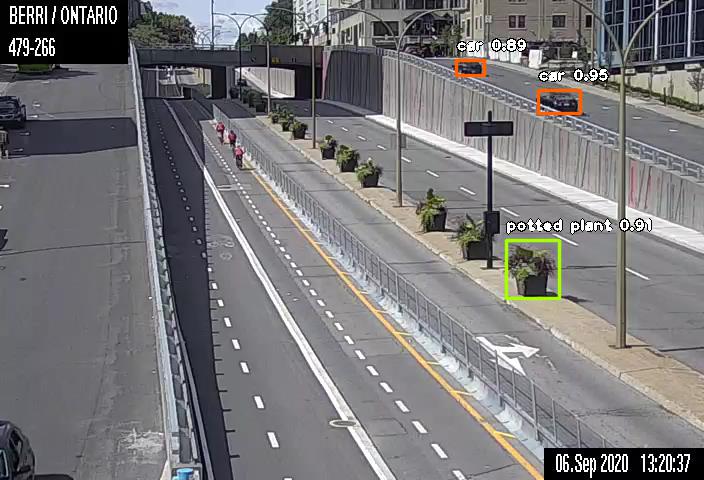 BERRI / ONTARIO
479-266
car 0.89
car 0.95
potted plant 0.91
06.Sep 2020 13:20:37